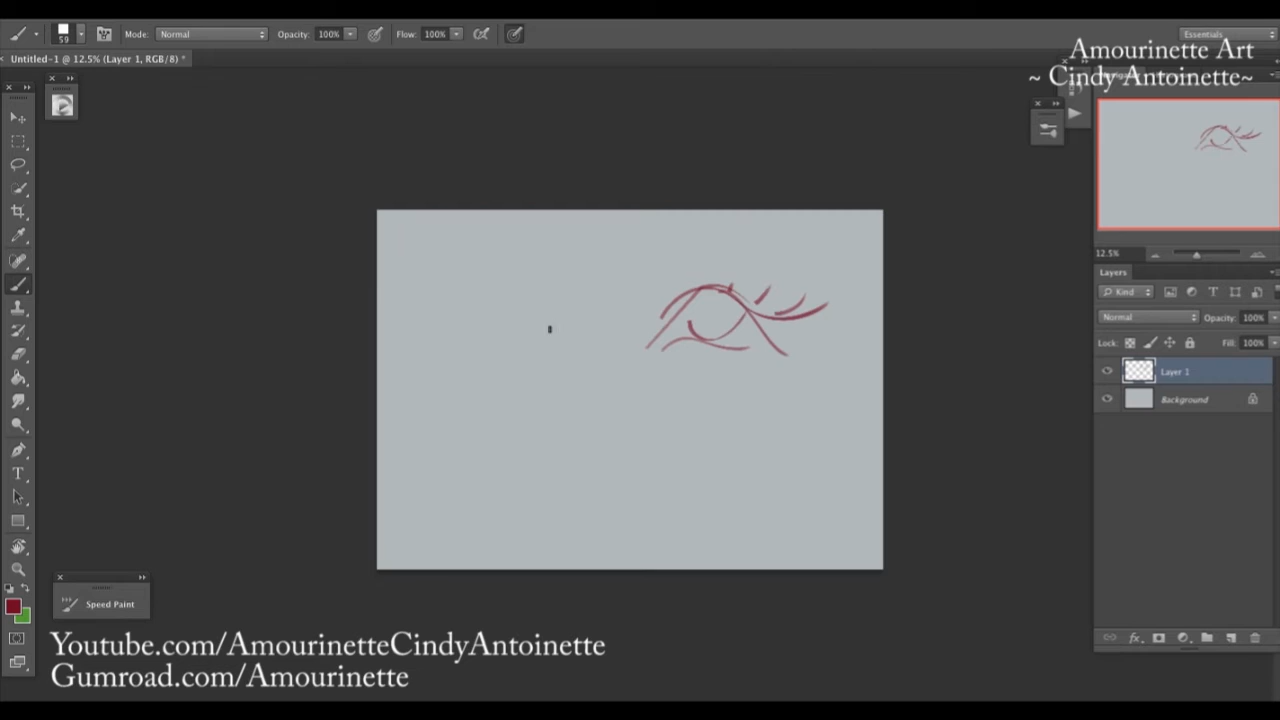 Mode: Normal Opacity: 100% Flow: 100% Essentials
59
Amourinette Art
~ Cindy Antoinette~
Untitled-1 @ 12.5% (Layer 1, RGB/8) *
12.5%
Layers
Kind
Normal Opacity: 100%
Lock: Fill: 100%
Layer 1
Background
T
Speed Paint
Youtube.com/AmourinetteCindyAntoinette
Gumroad.com/Amourinette